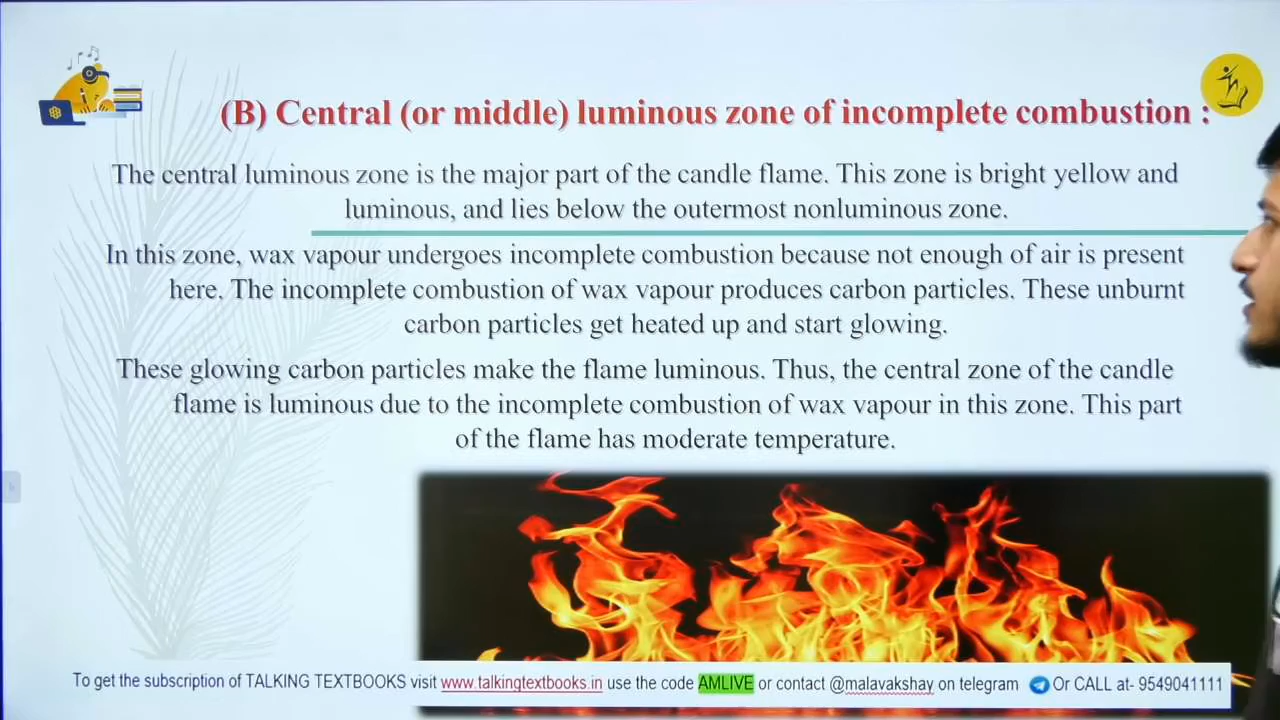 (B) Central (or middle) luminous zone of incomplete combustion :
The central luminous zone is the major part of the candle flame. This zone is bright yellow and
luminous, and lies below the outermost nonluminous zone.
In this zone, wax vapour undergoes incomplete combustion because not enough of air is present
here. The incomplete combustion of wax vapour produces carbon particles. These unburnt
carbon particles get heated up and start glowing.
These glowing carbon particles make the flame luminous. Thus, the central zone of the candle
flame is luminous due to the incomplete combustion of wax vapour in this zone. This part
of the flame has moderate temperature.
To get the subscription of TALKING TEXTBOOKS visit www.talkingtextbooks.in use the code AMLIVE or contact @malavakshay on telegram Or CALL at- 9549041111